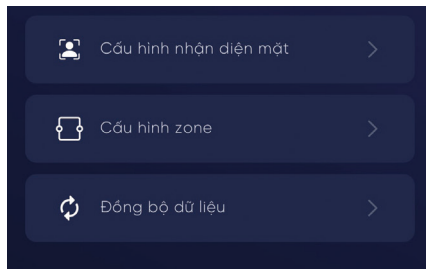 Cấu hình nhận diện mặt
Cấu hình zone
Đồng bộ dữ liệu